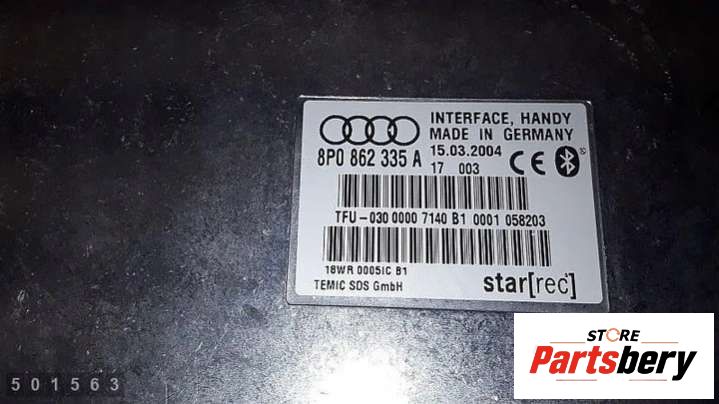 INTERFACE, HANDY
MADE IN GERMANY
8P0 862 335 A
15.03.2004
17 003
CE
TFU-030 0000 7140 B1 0001 058203
18WR 0005IC B1
TEMIC SDS GmbH
star[rec]
STORE
Partsbery
501563